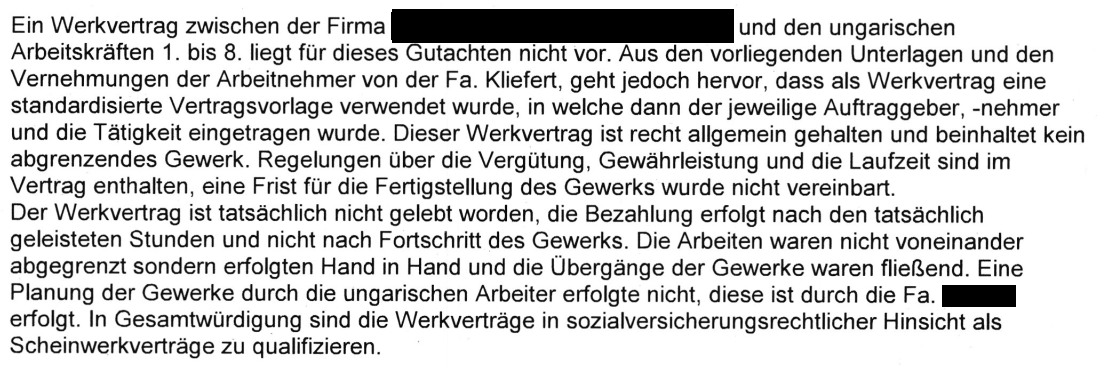 Ein Werkvertrag zwischen der Firma und den ungarischen
Arbeitskräften 1. bis 8. liegt für dieses Gutachten nicht vor. Aus den vorliegenden Unterlagen und den
Vernehmungen der Arbeitnehmer von der Fa. Kliefert, geht jedoch hervor, dass als Werkvertrag eine
standardisierte Vertragsvorlage verwendet wurde, in welche dann der jeweilige Auftraggeber, -nehmer
und die Tätigkeit eingetragen wurde. Dieser Werkvertrag ist recht allgemein gehalten und beinhaltet kein
abgrenzendes Gewerk. Regelungen über die Vergütung, Gewährleistung und die Laufzeit sind im
Vertrag enthalten, eine Frist für die Fertigstellung des Gewerks wurde nicht vereinbart.
Der Werkvertrag ist tatsächlich nicht gelebt worden, die Bezahlung erfolgt nach den tatsächlich
geleisteten Stunden und nicht nach Fortschritt des Gewerks. Die Arbeiten waren nicht voneinander
abgegrenzt sondern erfolgten Hand in Hand und die Übergänge der Gewerke waren fließend. Eine
Planung der Gewerke durch die ungarischen Arbeiter erfolgte nicht, diese ist durch die Fa.
erfolgt. In Gesamtwürdigung sind die Werkverträge in sozialversicherungsrechtlicher Hinsicht als
Scheinwerkverträge zu qualifizieren.